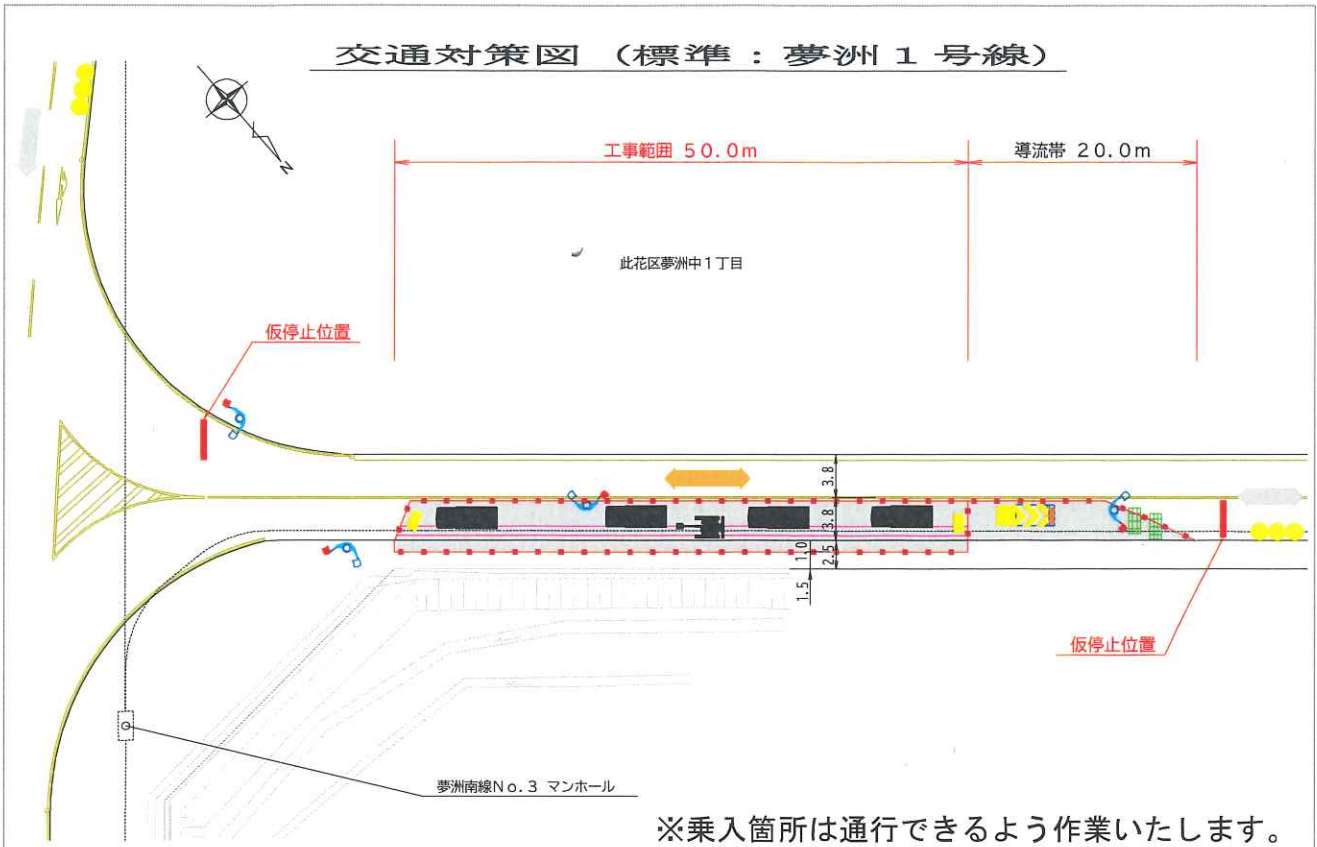 交通対策図 (標準:夢洲1号線)
N
工事範囲 50.0m
導流帯 20.0m
此花区夢洲中1丁目
仮停止位置
3.8
3.8
1.0
2.5
1.5
仮停止位置
夢洲南線No.3 マンホール
※乗入箇所は通行できるよう作業いたします。